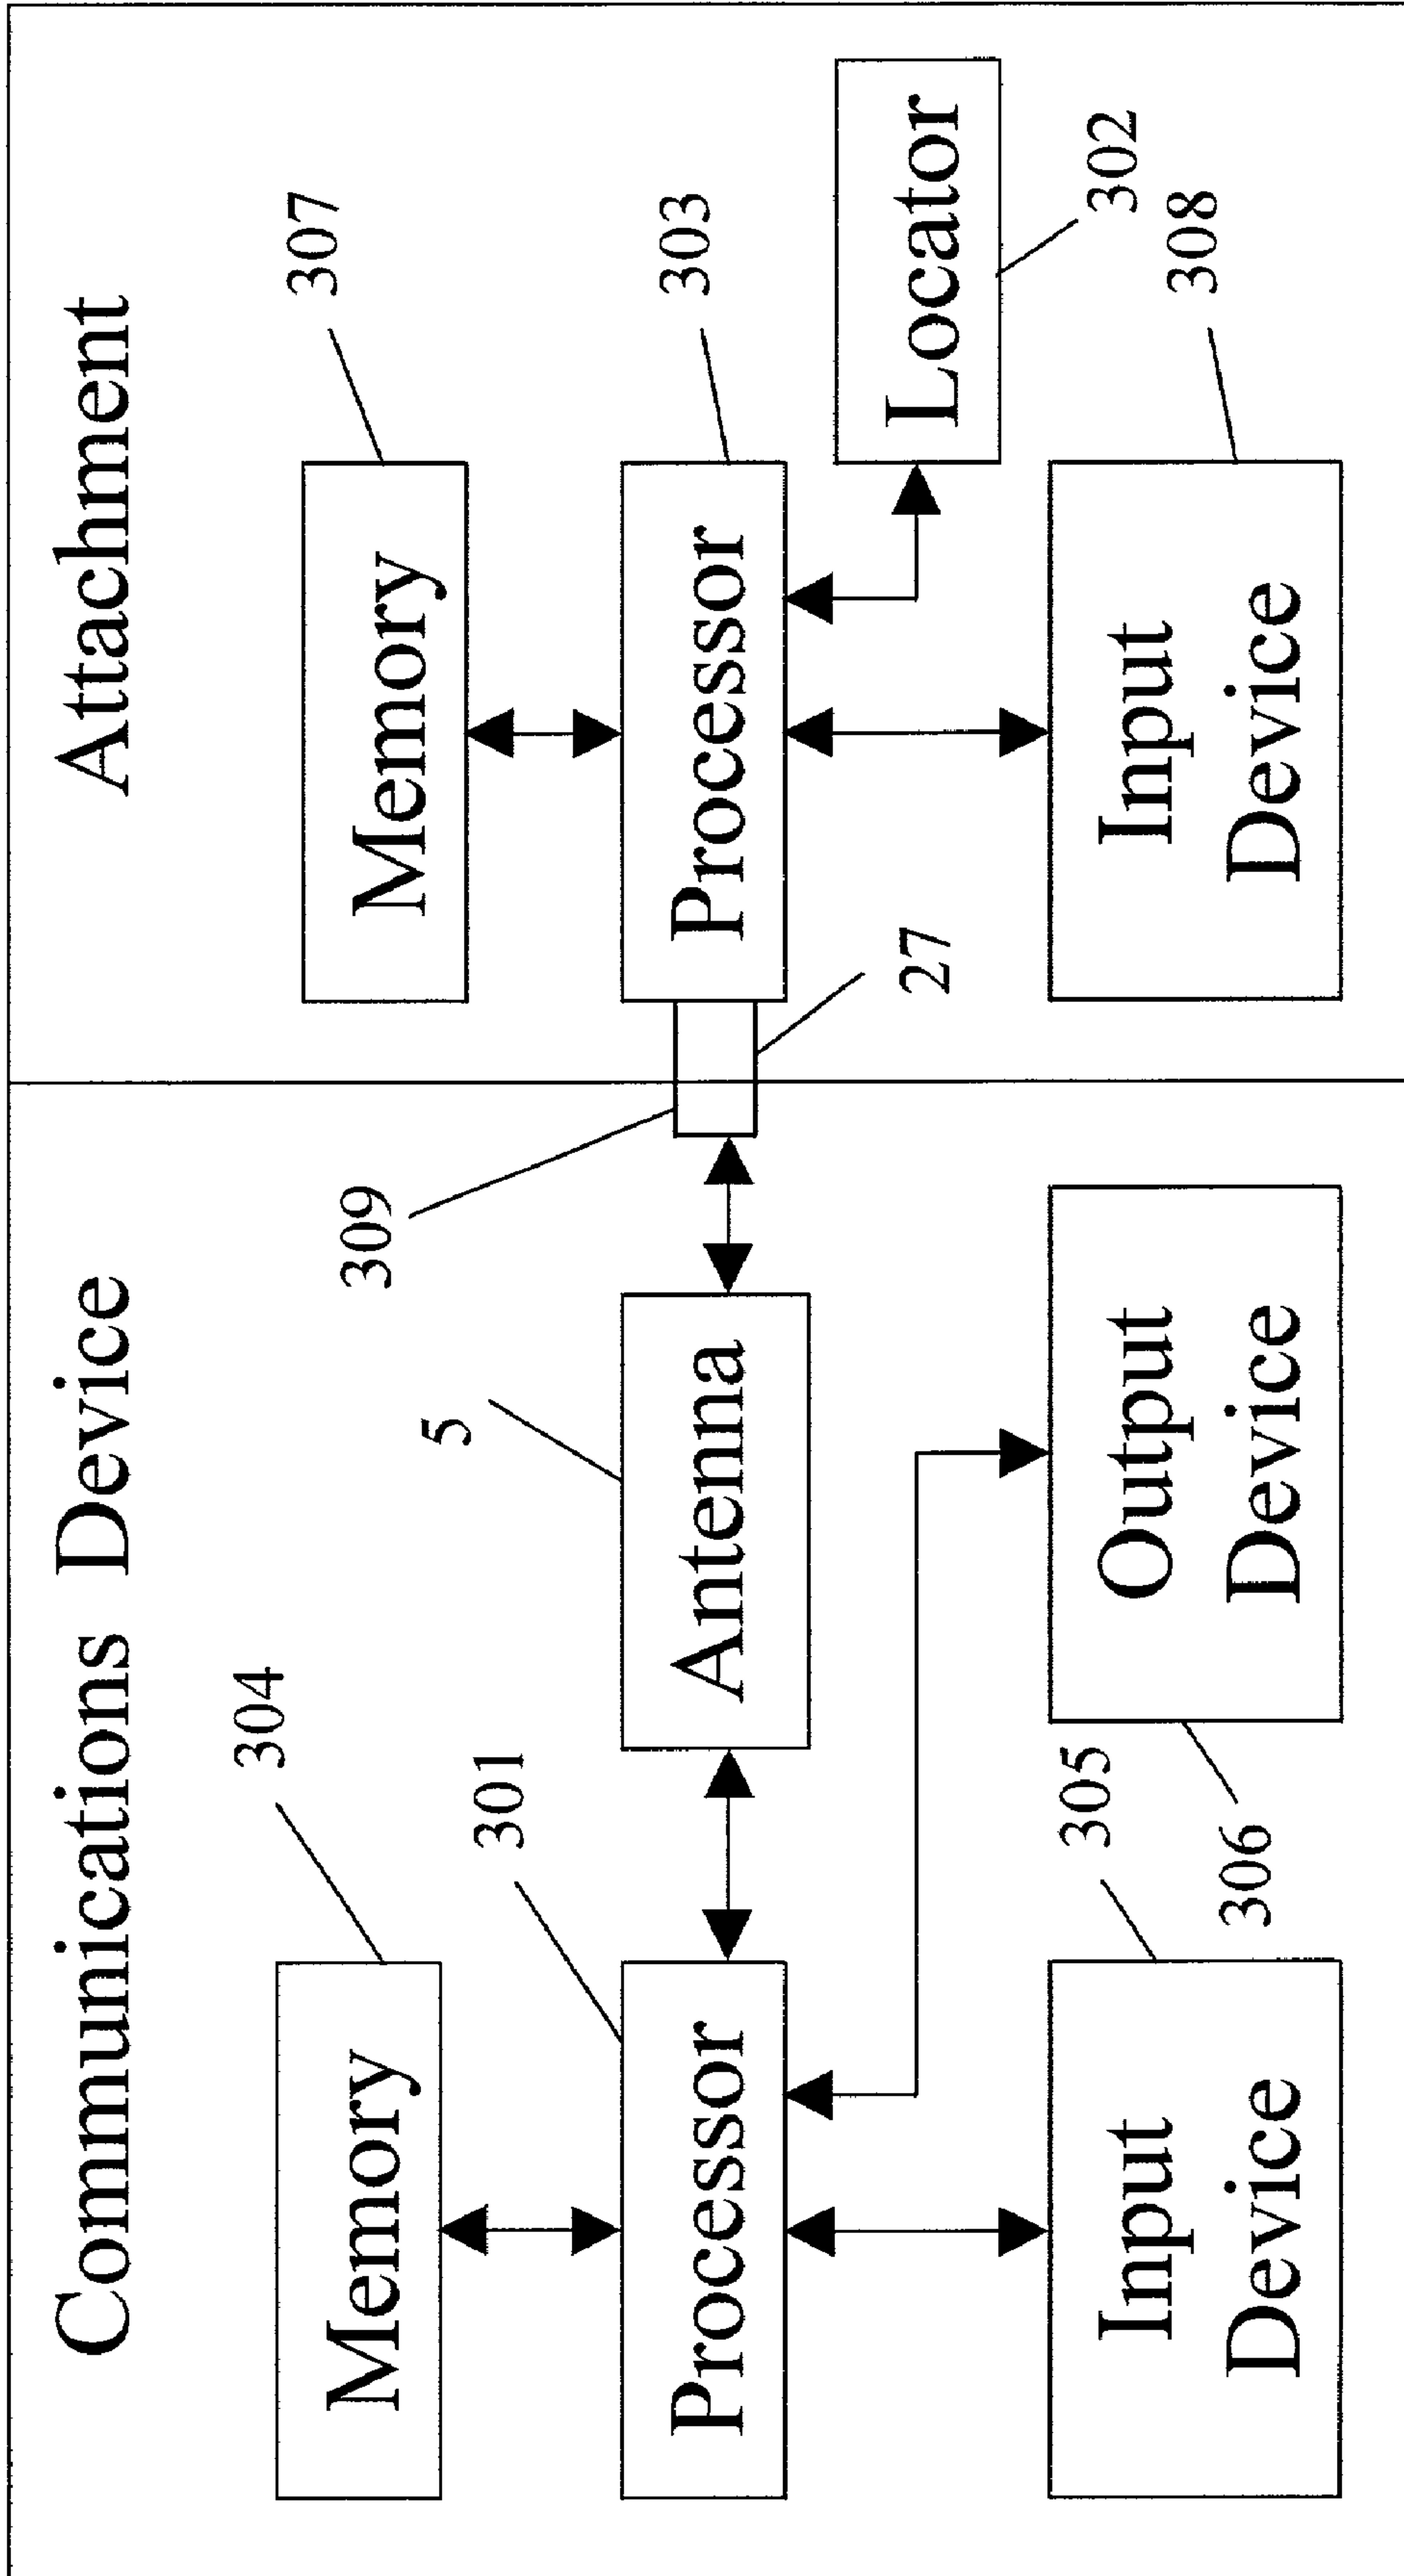 Communications Device
304
Memory
301
Processor
5
Antenna
309
305
Input
Device
306
Output
Device
Attachment
307
Memory
303
Processor
27
Locator
302
308
Input
Device